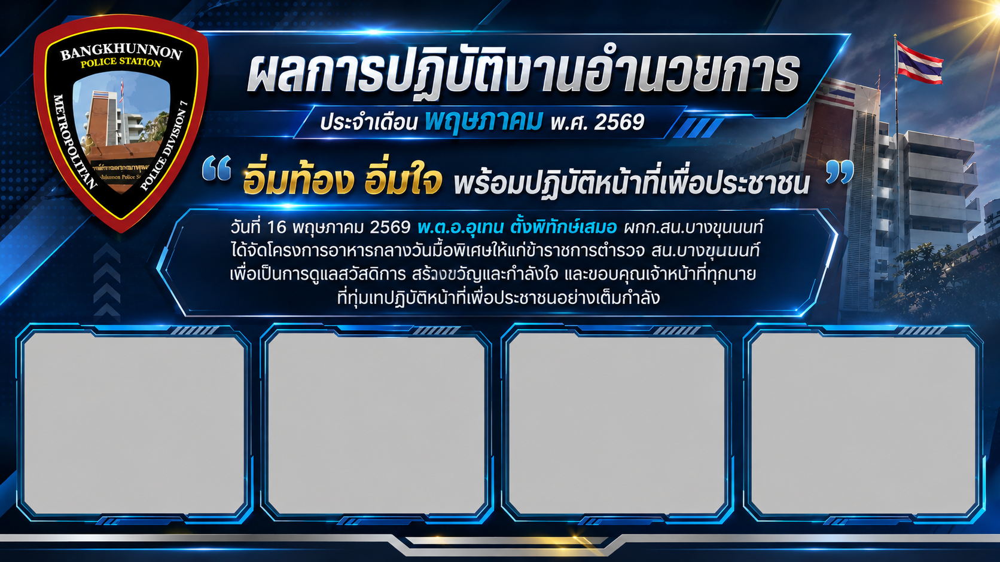 BANGKHUNNON
POLICE STATION
METROPOLITAN
POLICE DIVISION 7
ผลการปฏิบัติงานอำนวยการ
ประจำเดือน พฤษภาคม พ.ศ. 2569
“ อิ่มท้อง อิ่มใจ พร้อมปฏิบัติหน้าที่เพื่อประชาชน ”
วันที่ 16 พฤษภาคม 2569 พ.ต.อ.อุเทน ตั้งพิทักษ์เสมอ ผกก.สน.บางขุนนนท์
ได้จัดโครงการอาหารกลางวันมื้อพิเศษให้แก่ข้าราชการตำรวจ สน.บางขุนนนท์
เพื่อเป็นการดูแลสวัสดิการ สร้างขวัญและกำลังใจ และขอบคุณเจ้าหน้าที่ทุกนาย
ที่ทุ่มเทปฏิบัติหน้าที่เพื่อประชาชนอย่างเต็มกำลัง